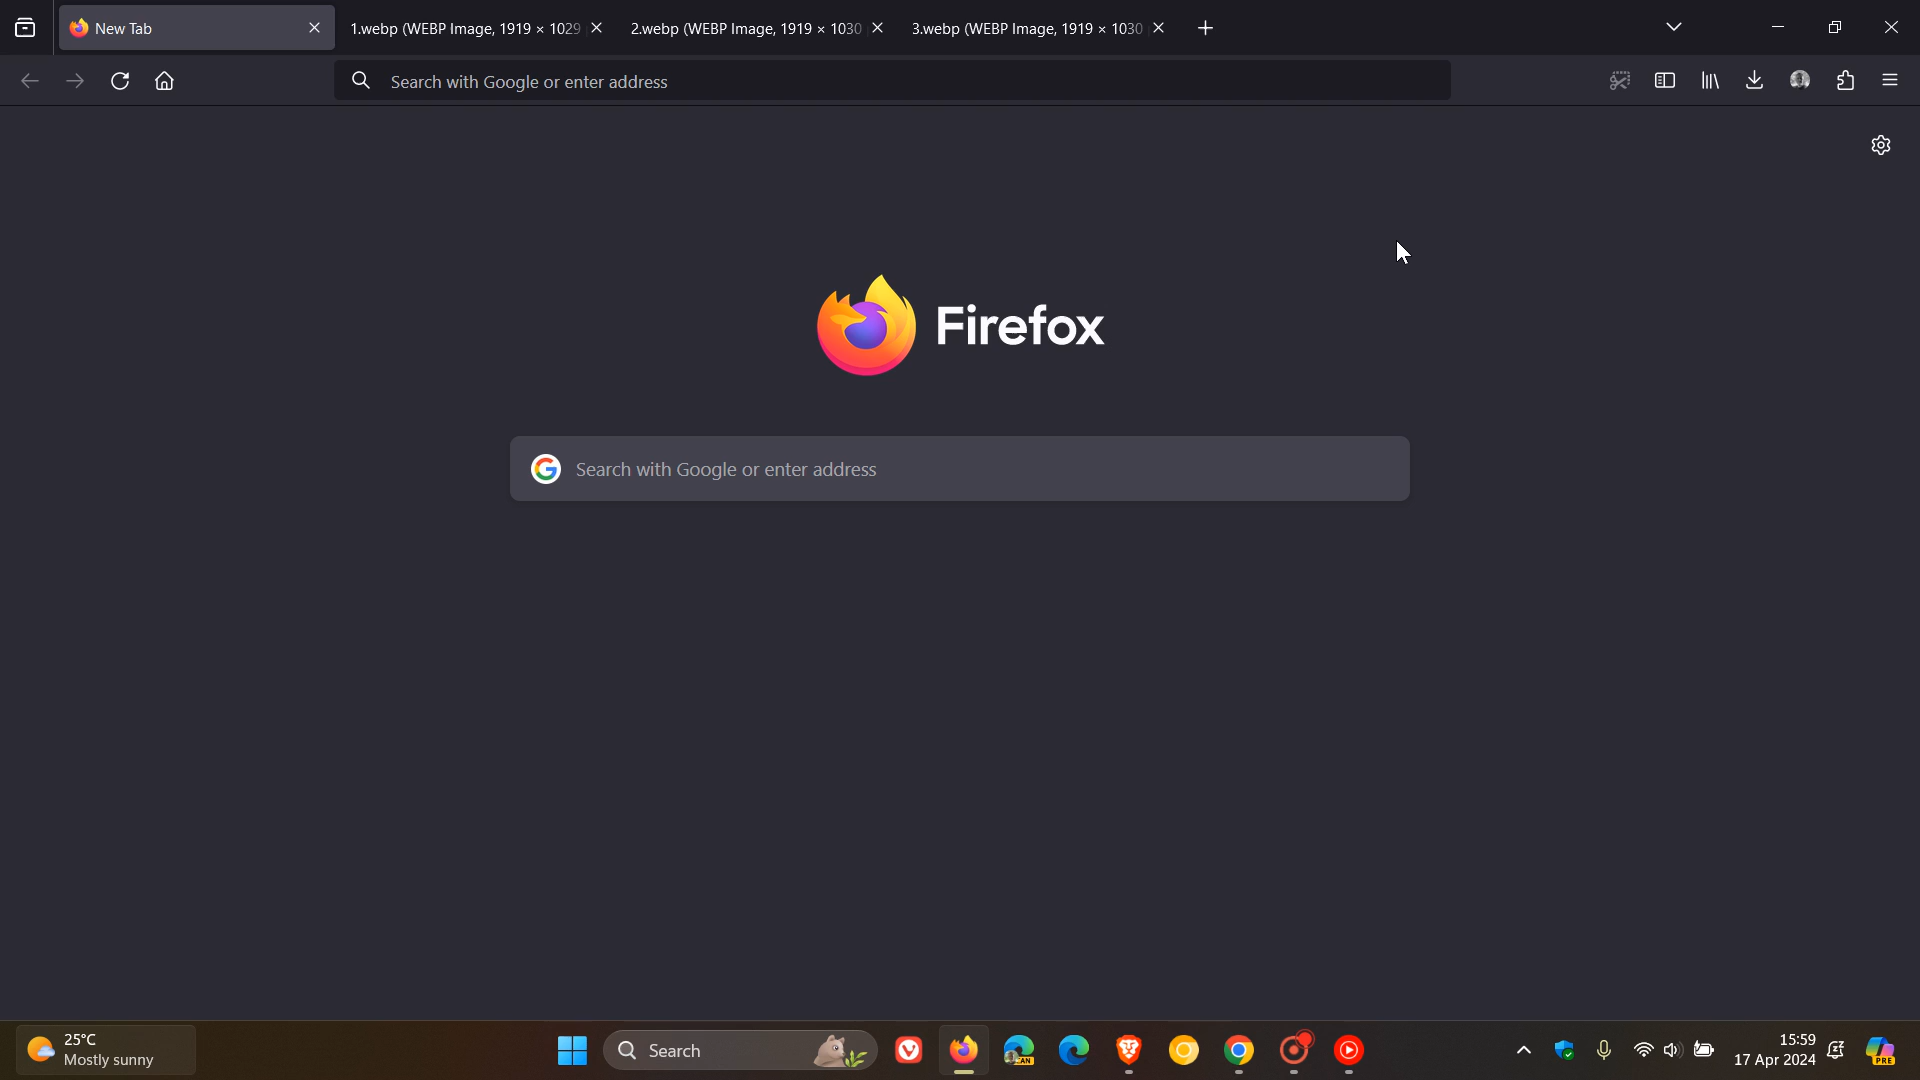 New Tab
1.webp (WEBP Image, 1919 × 1029
2.webp (WEBP Image, 1919 × 1030
3.webp (WEBP Image, 1919 × 1030
Search with Google or enter address
Firefox
Search with Google or enter address
25°C
Mostly sunny
Search
CAN
15:59
17 Apr 2024
PRE